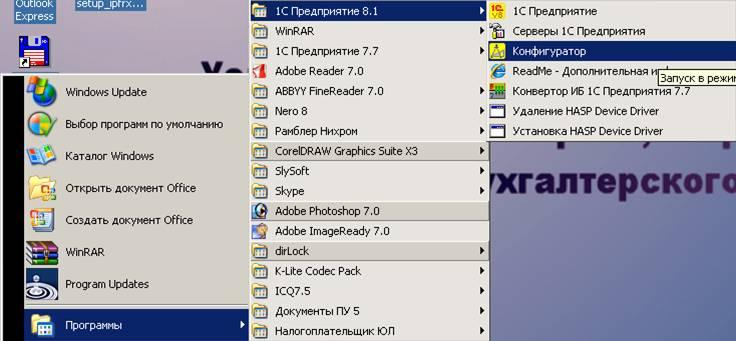 Outlook
Express
setup_ipfrx...
Windows Update
Выбор программ по умолчанию
Каталог Windows
Открыть документ Office
Создать документ Office
WinRAR
Program Updates
Программы
1С Предприятие 8.1
WinRAR
1С Предприятие 7.7
Adobe Reader 7.0
ABBYY FineReader 7.0
Nero 8
Рамблер Нихром
CorelDRAW Graphics Suite X3
SlySoft
Skype
Adobe Photoshop 7.0
Adobe ImageReady 7.0
dirLock
K-Lite Codec Pack
ICQ7.5
Документы ПУ 5
Налогоплательщик ЮЛ
1С Предприятие
Серверы 1С Предприятия
Конфигуратор
ReadMe - Дополнительная инф
Запуск в режим
Конвертор ИБ 1С Предприятия 7.7
Удаление HASP Device Driver
Установка HASP Device Driver
ухгалтерского